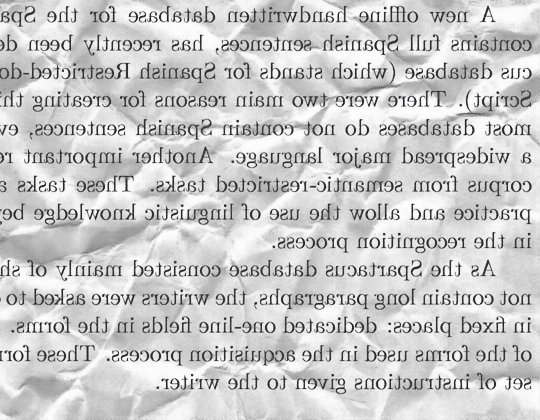 A new offline handwritten database for the Spa
contains full Spanish sentences, has recently been de
cus database (which stands for Spanish Restricted-do
Script). There were two main reasons for creating thi
most databases do not contain Spanish sentences, ev
a widespread major language. Another important re
corpus from semantic-restricted tasks. These tasks a
practice and allow the use of linguistic knowledge bey
in the recognition process.
As the Spartacus database consisted mainly of sh
not contain long paragraphs, the writers were asked to c
in fixed places: dedicated one-line fields in the forms.
of the forms used in the acquisition process. These for
set of instructions given to the writer.